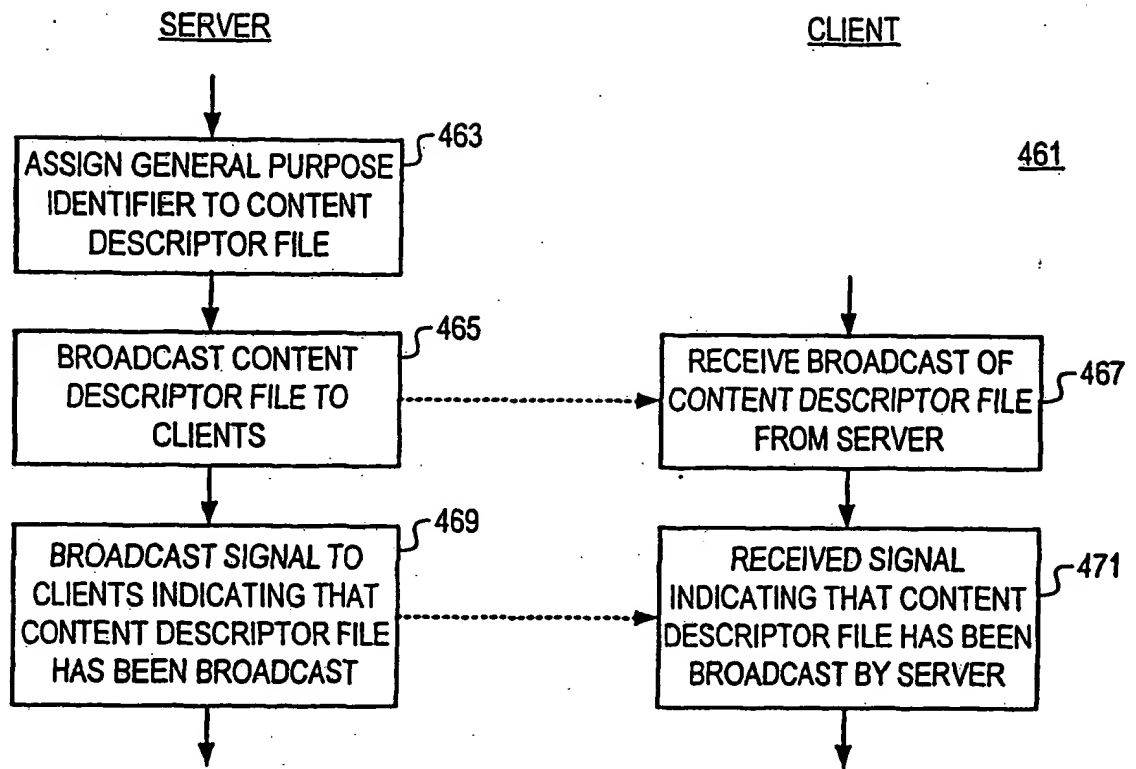 SERVER
CLIENT
461
ASSIGN GENERAL PURPOSE
IDENTIFIER TO CONTENT
DESCRIPTOR FILE
463
BROADCAST CONTENT
DESCRIPTOR FILE TO
CLIENTS
465
RECEIVE BROADCAST OF
CONTENT DESCRIPTOR FILE
FROM SERVER
467
BROADCAST SIGNAL TO
CLIENTS INDICATING THAT
CONTENT DESCRIPTOR FILE
HAS BEEN BROADCAST
469
RECEIVED SIGNAL
INDICATING THAT CONTENT
DESCRIPTOR FILE HAS BEEN
BROADCAST BY SERVER
471